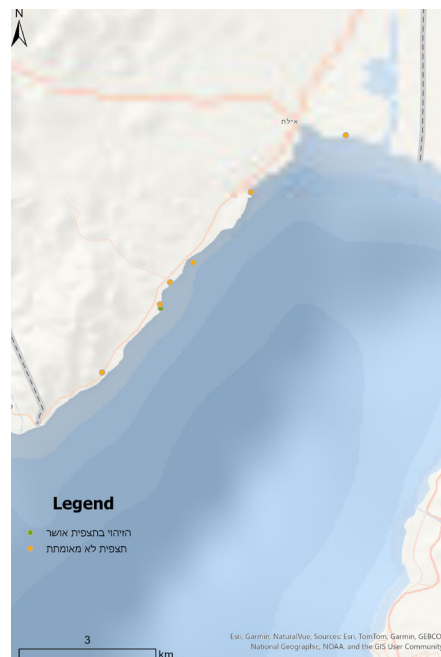 N
אילת
Legend
הזיהוי בתצפית אושר
תצפית לא מאומתת
3
km
Esri, Garmin, NaturalVue, Sources: Esri, TomTom, Garmin, GEBCO,
National Geographic, NOAA, and the GIS User Community